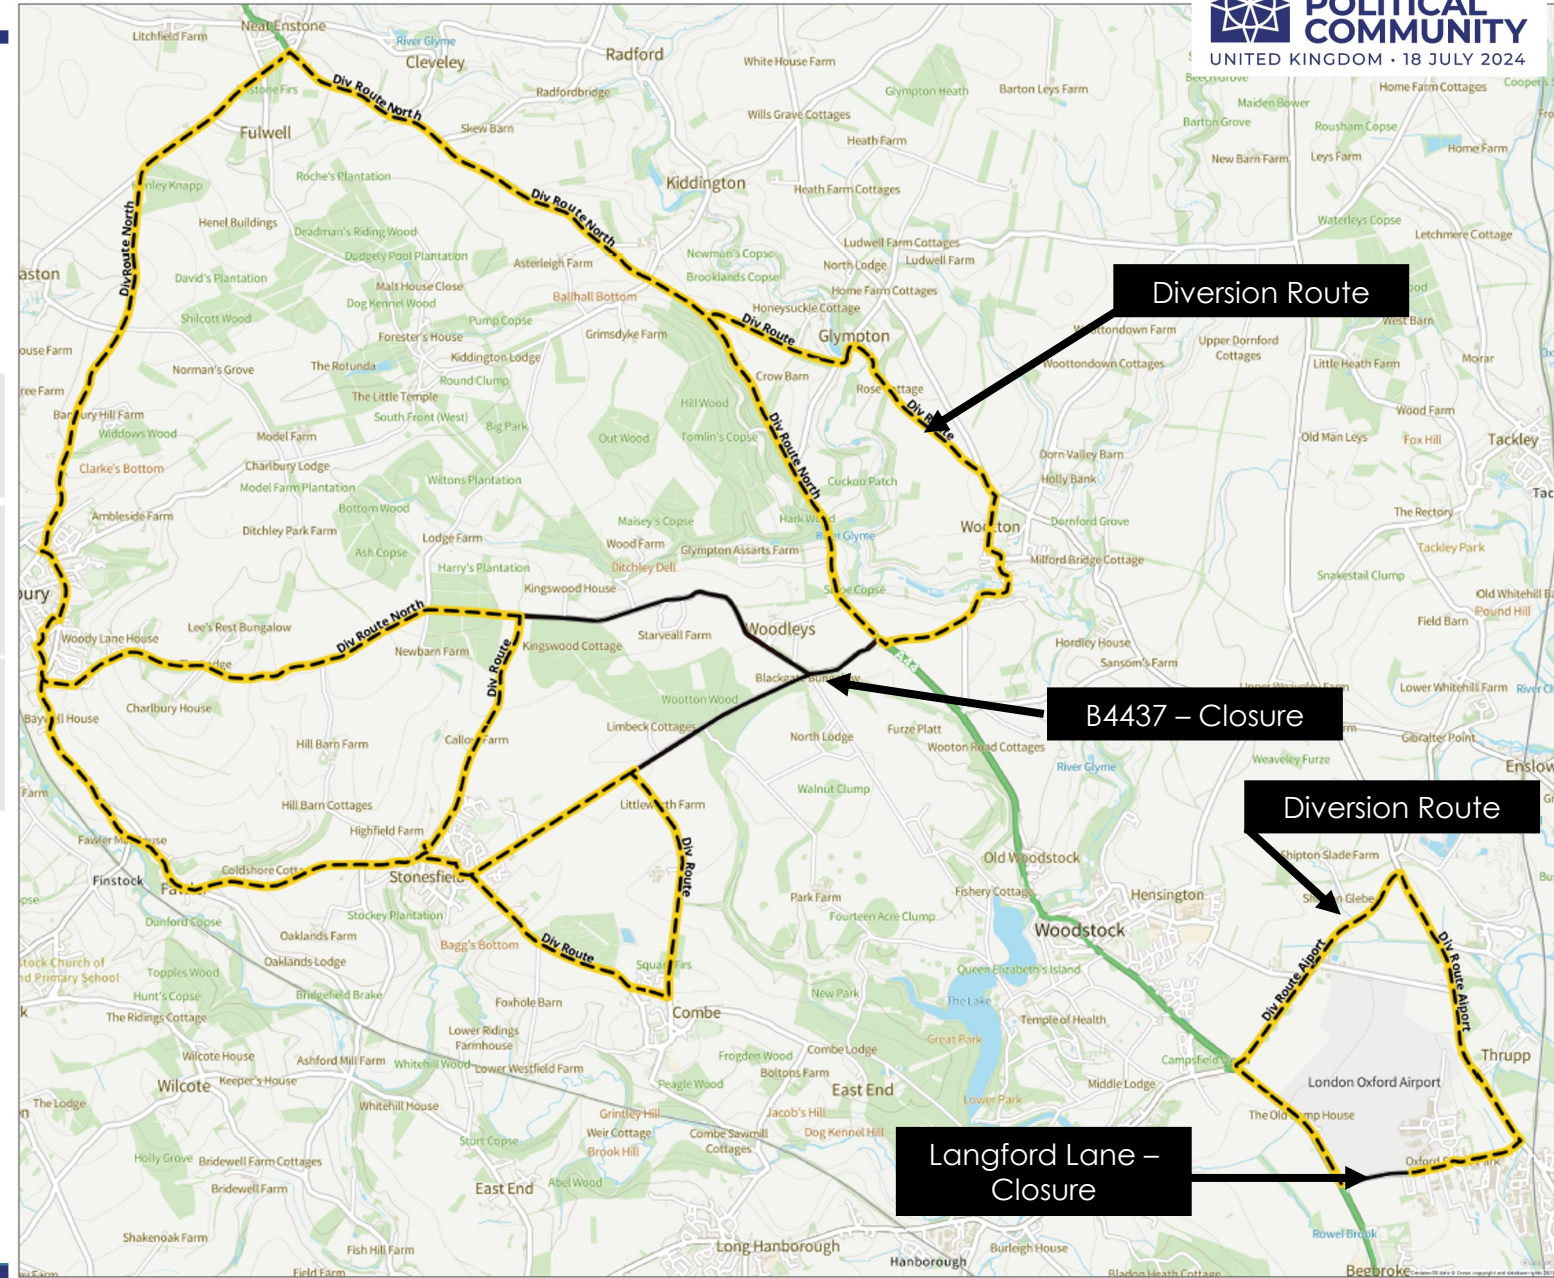 POLITICAL
COMMUNITY
UNITED KINGDOM · 18 JULY 2024
Neat Enstone
Litchfield Farm
River Glyme
Cleveley
Radford
White House Farm
Glympton Heath
Barton Leys Farm
Home Farm Cottages
Radfordbridge
Maiden Bower
Div Route North
Wills Grave Cottages
Barton Grove
Rousham Copse
Fulwell
Skew Barn
Heath Farm
New Barn Farm
Leys Farm
Home Farm
Roche's Plantation
Kiddington
Heath Farm Cottages
Div Route North
Henel Buildings
Deadman's Riding Wood
Waterleys Copse
Letchmere Cottage
Ludwell Farm Cottages
Dudgely Pool Plantation
Newman's Copse
Ludwell Farm
Asterleigh Farm
North Lodge
David's Plantation
Brooklands Copse
Malt House Close
Home Farm Cottages
Diversion Route
Dog Kennel Wood
Ballhall Bottom
Honeysuckle Cottage
Shilcott Wood
Pump Copse
West Barn
Div Route North
Forester's House
Grimsdyke Farm
Div Route
Glympton
Upper Dornford
Cottages
Kiddington Lodge
Norman's Grove
The Rotunda
Woottondown Cottages
Little Heath Farm
Morar
Round Clump
Crow Barn
The Little Temple
Hill Wood
South Front (West)
Widdows Wood
Big Park
Out Wood
Tomlin's Copse
Wood Farm
Model Farm
Old Man Leys
Fox Hill
Tackley
Clarke's Bottom
Charlbury Lodge
Div Route North
Dorn Valley Barn
Wiltons Plantation
Cuckoo Patch
Holly Bank
Model Farm Plantation
Bottom Wood
Ambleside Farm
Maisey's Copse
Dornford Grove
The Rectory
Ditchley Park Farm
Lodge Farm
Wood Farm
Glympton Assarts Farm
Tackley Park
Ash Copse
Ditchley Dell
Milford Bridge Cottage
Harry's Plantation
Snakestail Clump
Kingswood House
Div Route North
Lee's Rest Bungalow
Starveall Farm
Woodleys
Pound Hill
Field Barn
Woody Lane House
Newbarn Farm
Kingswood Cottage
Hordley House
Div Route
A44
Sansom's Farm
Wootton Wood
Lower Whitehill Farm
Charlbury House
B4437 – Closure
Limbeck Cottages
North Lodge
Furze Platt
Wooton Road Cottages
Gibralter Point
Hill Barn Farm
River Glyme
Weaveley Furze
Walnut Clump
Hill Barn Cottages
Diversion Route
Highfield Farm
Old Woodstock
Shipton Slade Farm
Coldshore Cottages
Div Route
Finstock
Stonesfield
Park Farm
Fishery Cottage
Hensington
Fourteen Acre Clump
Dunford Copse
Stockey Plantation
Woodstock
Oaklands Farm
Bagg's Bottom
Div Route
Oaklands Lodge
Topples Wood
Queen Elizabeth's Island
Div Route Aiport
Div Route Aiport
Hunt's Copse
Bridgefield Brake
Foxhole Barn
New Park
The Lake
The Ridings Cottage
Combe
Temple of Health
Lower Ridings
Farmhouse
Great Park
Wilcote House
Ashford Mill Farm
Whitehill Wood
Lower Westfield Farm
Frogden Wood
Combe Lodge
Thrupp
Boltons Farm
Wilcote
Keeper's House
Peagle Wood
East End
Middle Lodge
London Oxford Airport
The Lodge
Whitehill House
Lower Park
Grintley Hill
Jacob's Hill
Weir Cottage
Combe Sawmill
Cottages
Dog Kennel Hill
Brook Hill
Sturt Copse
Langford Lane –
Closure
Holly Grove
Bridewell Farm Cottages
Bridewell Farm
East End
Abel Wood
Shakenoak Farm
Fish Hill Farm
Long Hanborough
Hanborough
Burleigh House
Rowel Brook
Field Farm
Bladon Heath Cottages
Begbroke